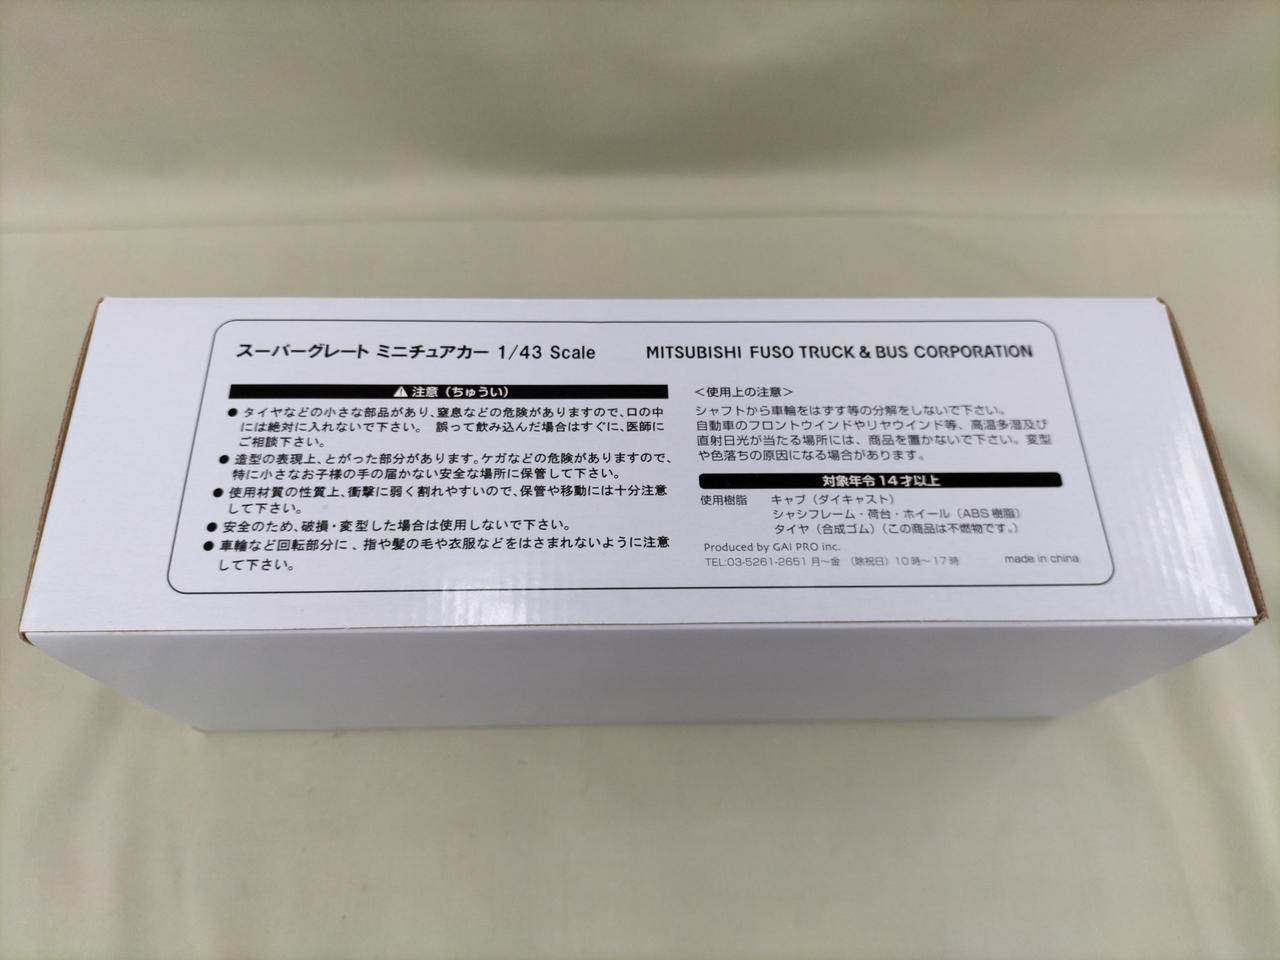 スーパーグレート ミニチュアカー 1/43 Scale
MITSUBISHI FUSO TRUCK & BUS CORPORATION
注意（ちゅうい）
● タイヤなどの小さな部品があり、窒息などの危険がありますので、口の中
には絶対に入れないで下さい。 誤って飲み込んだ場合はすぐに、医師に
ご相談下さい。
● 造型の表現上、とがった部分があります。ケガなどの危険がありますので、
特に小さなお子様の手の届かない安全な場所に保管して下さい。
● 使用材質の性質上、衝撃に弱く割れやすいので、保管や移動には十分注意
して下さい。
● 安全のため、破損・変型した場合は使用しないで下さい。
● 車輪など回転部分に、指や髪の毛や衣服などをはさまれないように注意
して下さい。
＜使用上の注意＞
シャフトから車輪をはずす等の分解をしないで下さい。
自動車のフロントウインドやリヤウインド等、高温多湿及び
直射日光が当たる場所には、商品を置かないで下さい。変型
や色落ちの原因になる場合があります。
対象年令14才以上
使用樹脂 キャブ（ダイキャスト）
シャシフレーム・荷台・ホイール（ABS樹脂）
タイヤ（合成ゴム）（この商品は不燃物です。）
Produced by GAI PRO inc.
TEL:03-5261-2651 月～金 （除祝日）10時～17時 made in china